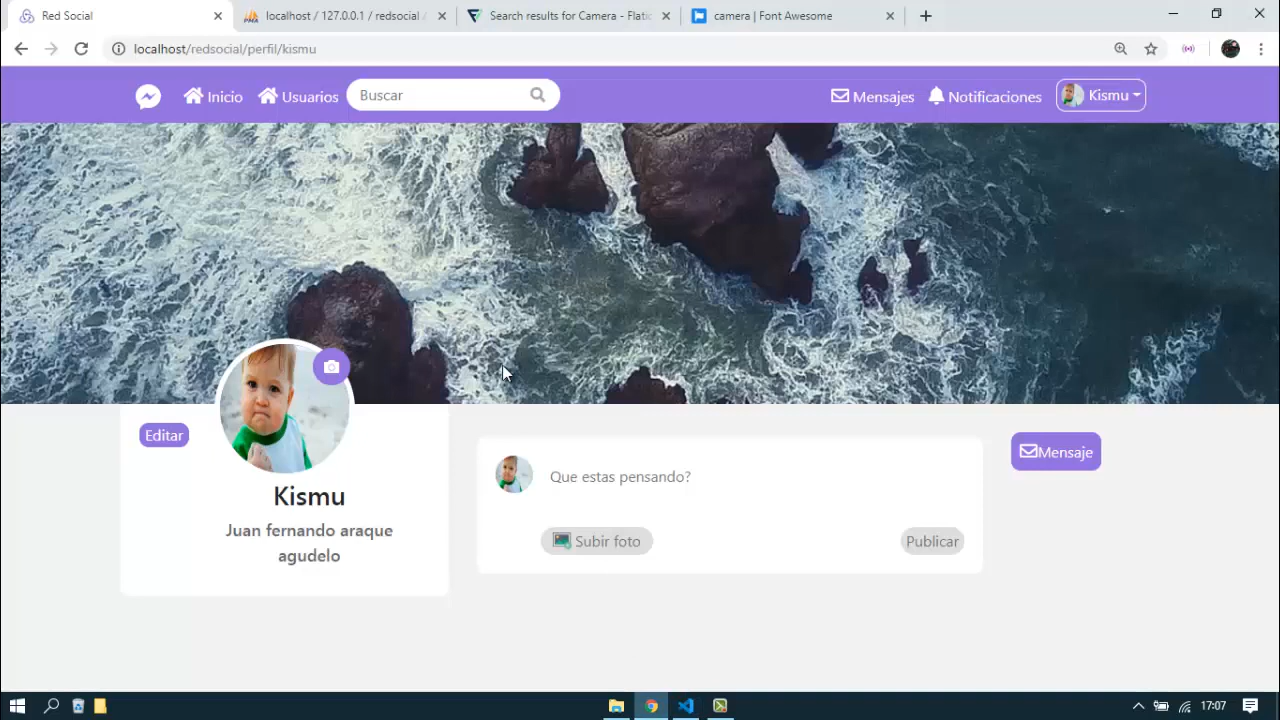 Red Social
localhost / 127.0.0.1 / redsocial /
Search results for Camera - Flatic
camera | Font Awesome
localhost/redsocial/perfil/kismu
Inicio
Usuarios
Buscar
Mensajes
Notificaciones
Kismu
Editar
Kismu
Juan fernando araque
agudelo
Que estas pensando?
Subir foto
Publicar
Mensaje
17:07